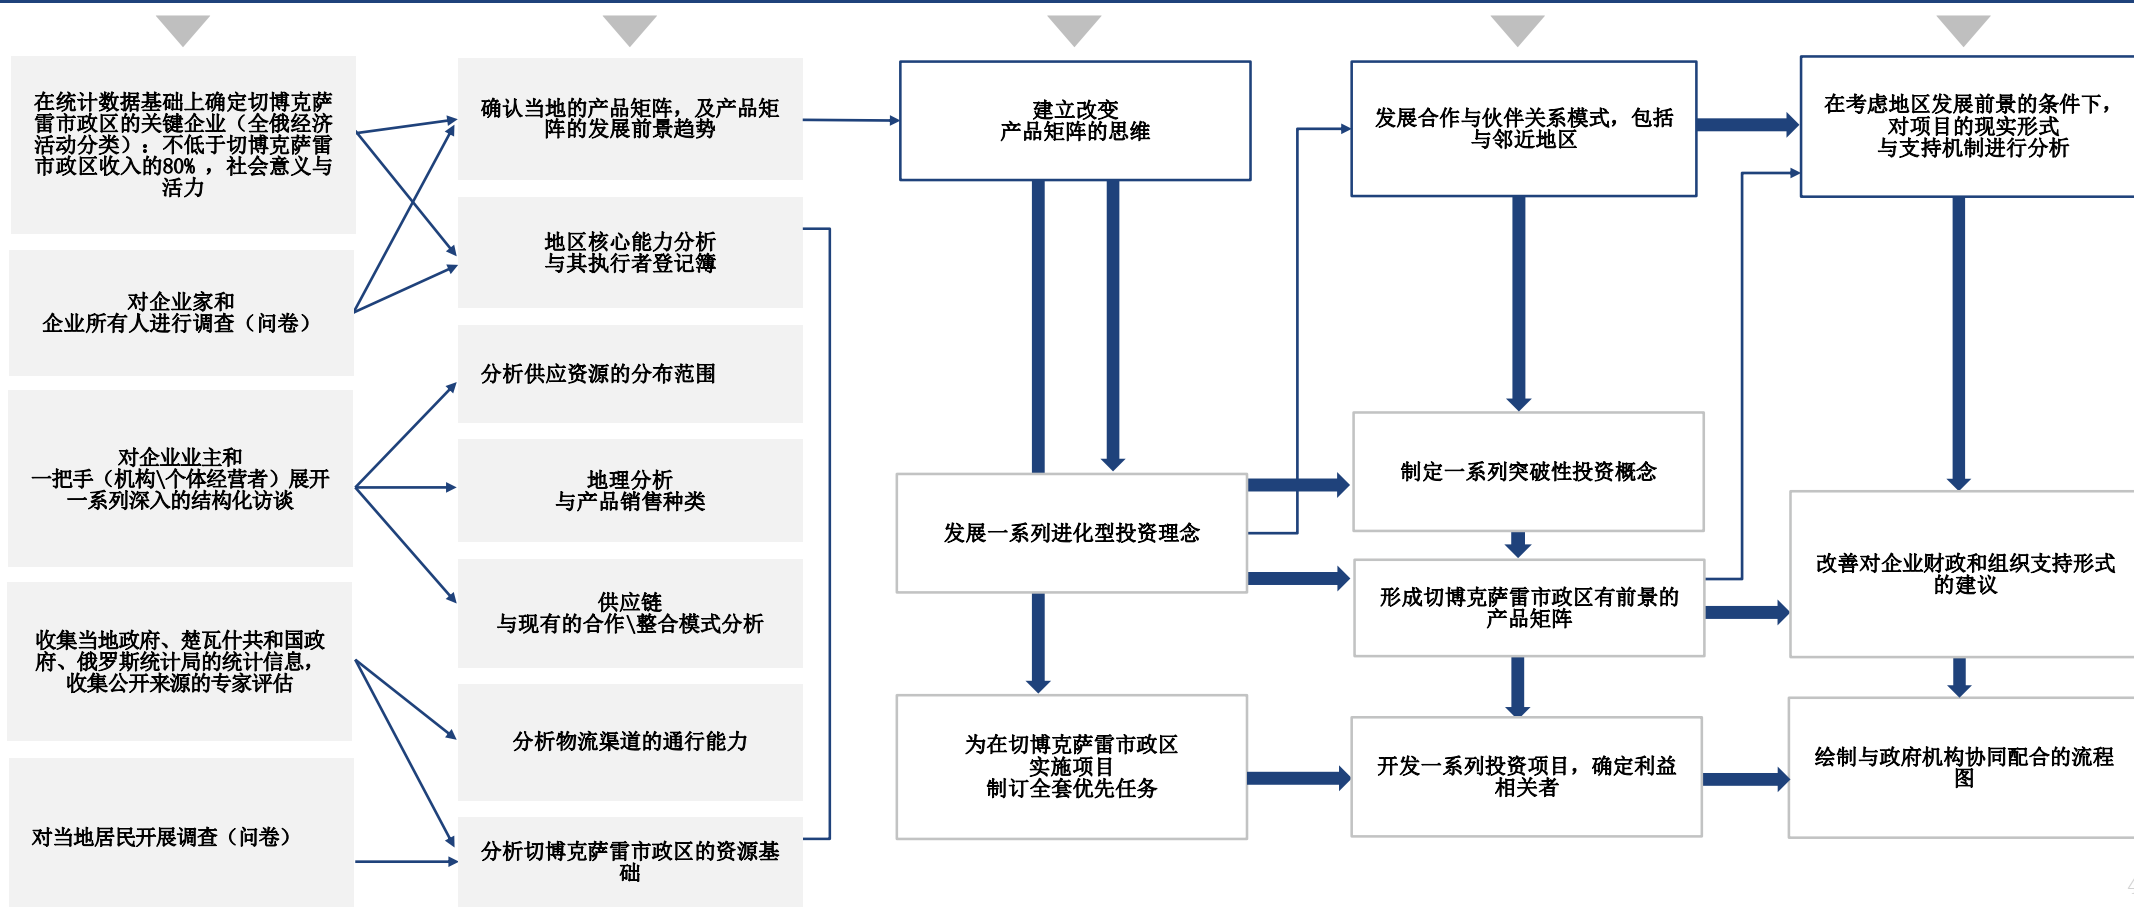 在统计数据基础上确定切博克萨
雷市政区的关键企业（全俄经济
活动分类）：不低于切博克萨雷
市政区收入的80%，社会意义与
活力
对企业家和
企业所有人进行调查（问卷）
对企业业主和
一把手（机构\个体经营者）展开
一系列深入的结构化访谈
收集当地政府、楚瓦什共和国政
府、俄罗斯统计局的统计信息，
收集公开来源的专家评估
对当地居民开展调查（问卷）
确认当地的产品矩阵，及产品矩
阵的发展前景趋势
地区核心能力分析
与其执行者登记簿
分析供应资源的分布范围
地理分析
与产品销售种类
供应链
与现有的合作\整合模式分析
分析物流渠道的通行能力
分析切博克萨雷市政区的资源基
础
建立改变
产品矩阵的思维
发展一系列进化型投资理念
为在切博克萨雷市政区
实施项目
制订全套优先任务
发展合作与伙伴关系模式，包括
与邻近地区
制定一系列突破性投资概念
形成切博克萨雷市政区有前景的
产品矩阵
开发一系列投资项目，确定利益
相关者
在考虑地区发展前景的条件下，
对项目的现实形式
与支持机制进行分析
改善对企业财政和组织支持形式
的建议
绘制与政府机构协同配合的流程
图